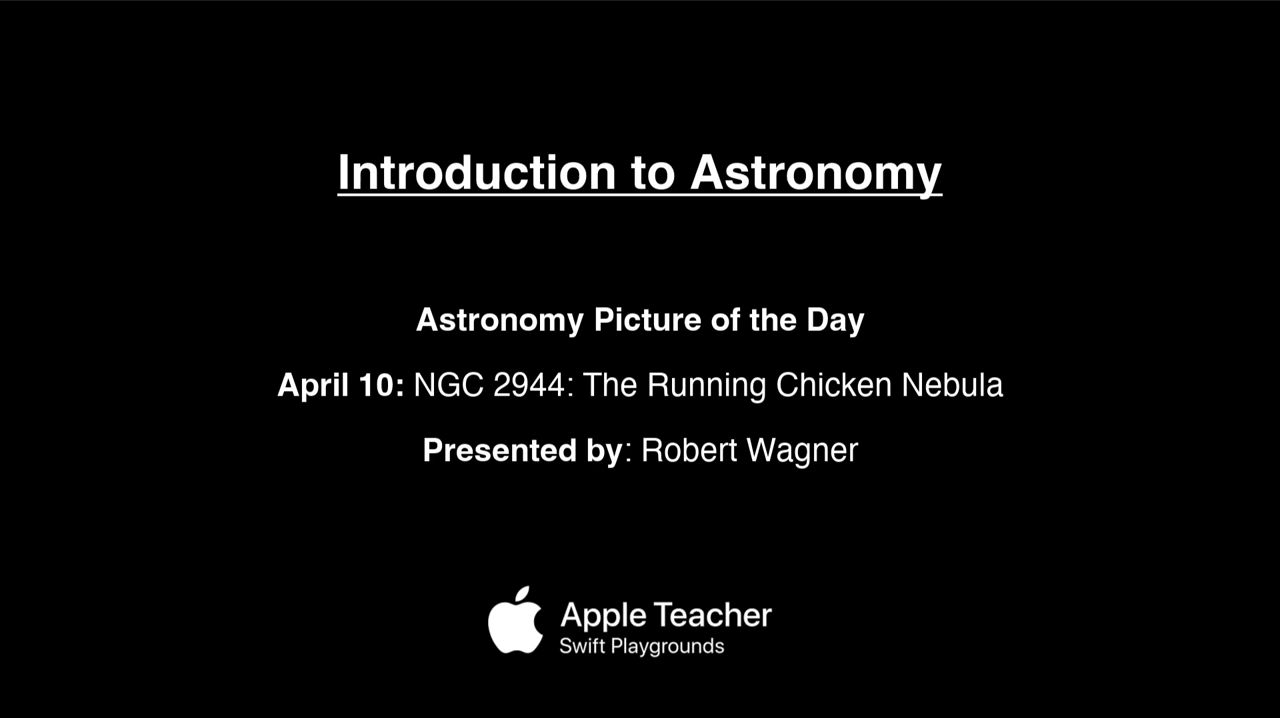 Introduction to Astronomy
Astronomy Picture of the Day
April 10: NGC 2944: The Running Chicken Nebula
Presented by: Robert Wagner
Apple Teacher
Swift Playgrounds